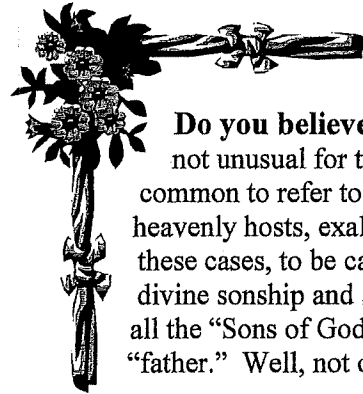 Do you believe
not unusual for t
common to refer to
heavenly hosts, exal
these cases, to be ca
divine sonship and
all the “Sons of God
“father.” Well, not